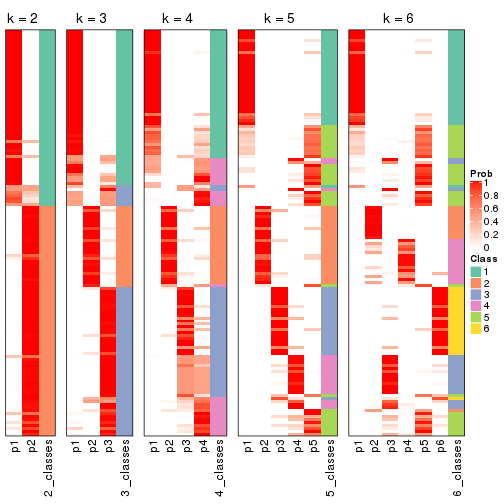 k = 2
k = 3
k = 4
k = 5
k = 6
Prob
1
0.8
0.6
0.4
0.2
0
Class
1
2
3
4
5
6
p1
p2
2_classes
p1
p2
p3
3_classes
p1
p2
p3
p4
4_classes
p1
p2
p3
p4
p5
5_classes
p1
p2
p3
p4
p5
p6
6_classes